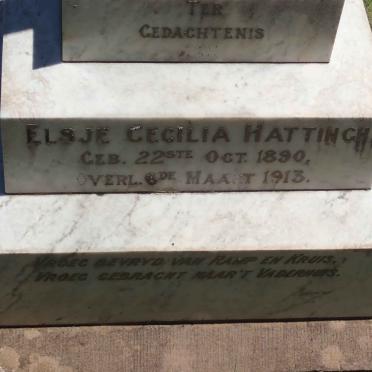 TER
GEDACHTENIS
ELSJE CECILIA HATTINGH
GEB. 22STE OCT. 1890,
OVERL. 6DE MAART 1913.
VROEG BEVRYD VAN RAMP EN KRUIS,
VROEG GEBRACHT NAAR'T VADERHUIS.